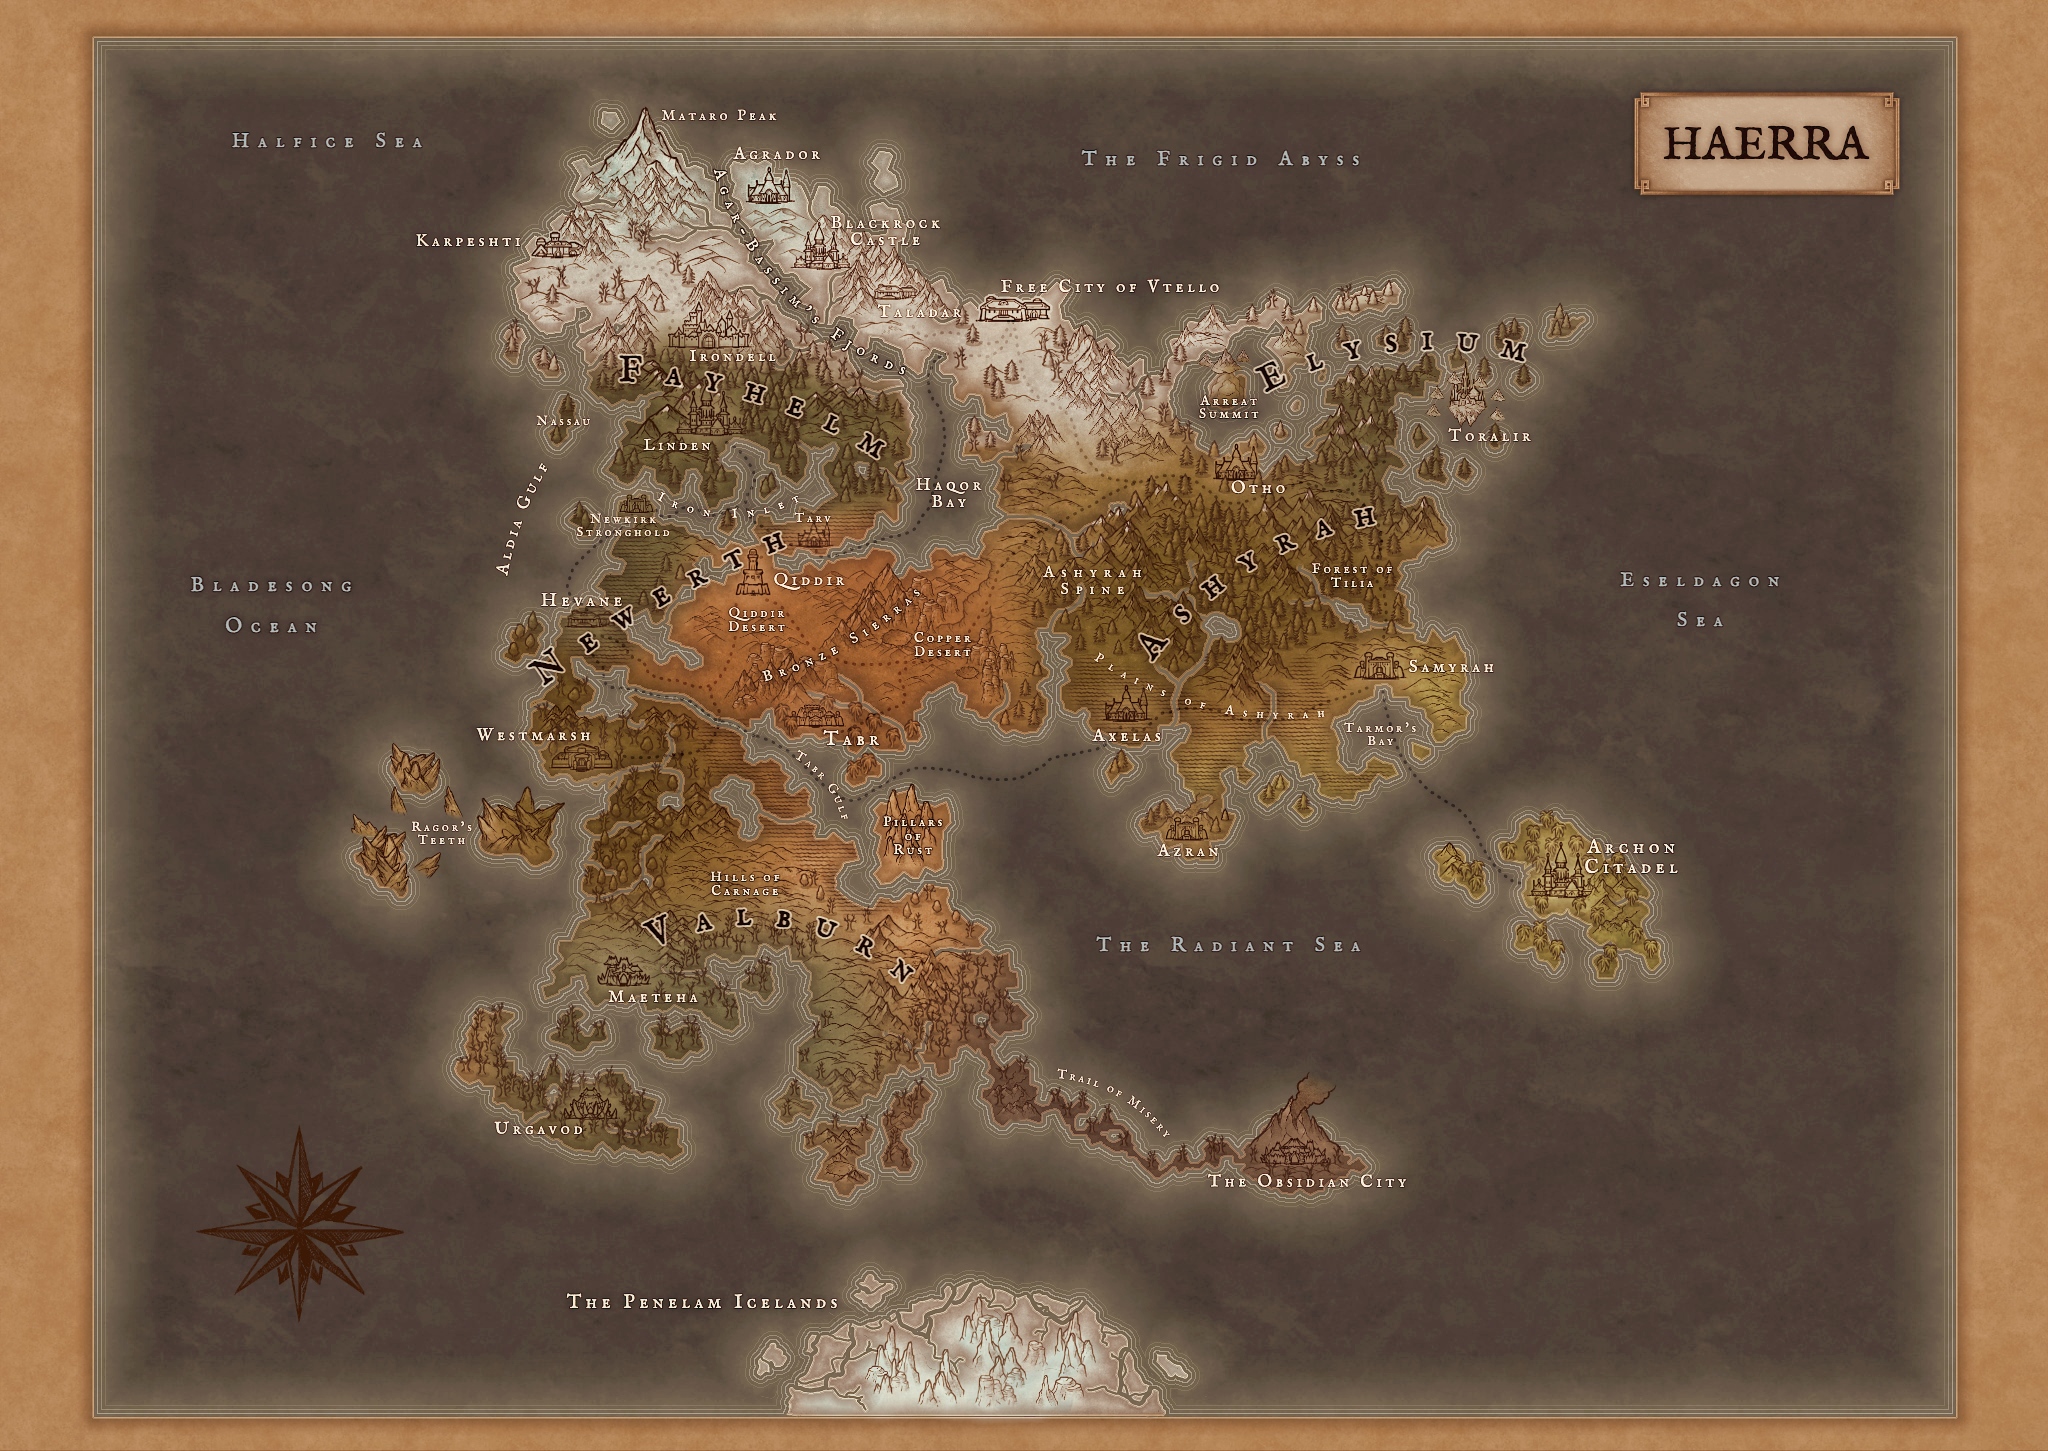 HAERRA
Mataro Peak
Halfice Sea
Agrador
The Frigid Abyss
Agar-Bassim's Fjords
Blackrock
Castle
Karpeshti
Free City of Vtello
Taladar
Irondell
Fayhelm
Elysium
Arreat
Summit
Nassau
Linden
Toralir
Aldia Gulf
Haqor
Bay
Otho
Iron Inlet
Newkirk
Stronghold
Tarv
Newerth
Ashyrah
Qiddir
Ashyrah
Spine
Forest of
Tilia
Bladesong
Ocean
Eseldagon
Sea
Hevane
Qiddir
Desert
Bronze Sierras
Copper
Desert
Plains of Ashyrah
Samyrah
Westmarsh
Tabr
Axelas
Tarmor's
Bay
Tabr Gulf
Ragor's
Teeth
Pillars
of
Rust
Azran
Archon
Citadel
Hills of
Carnage
Valburn
The Radiant Sea
Maeteha
Trail of Misery
Urgavod
The Obsidian City
The Penelam Icelands